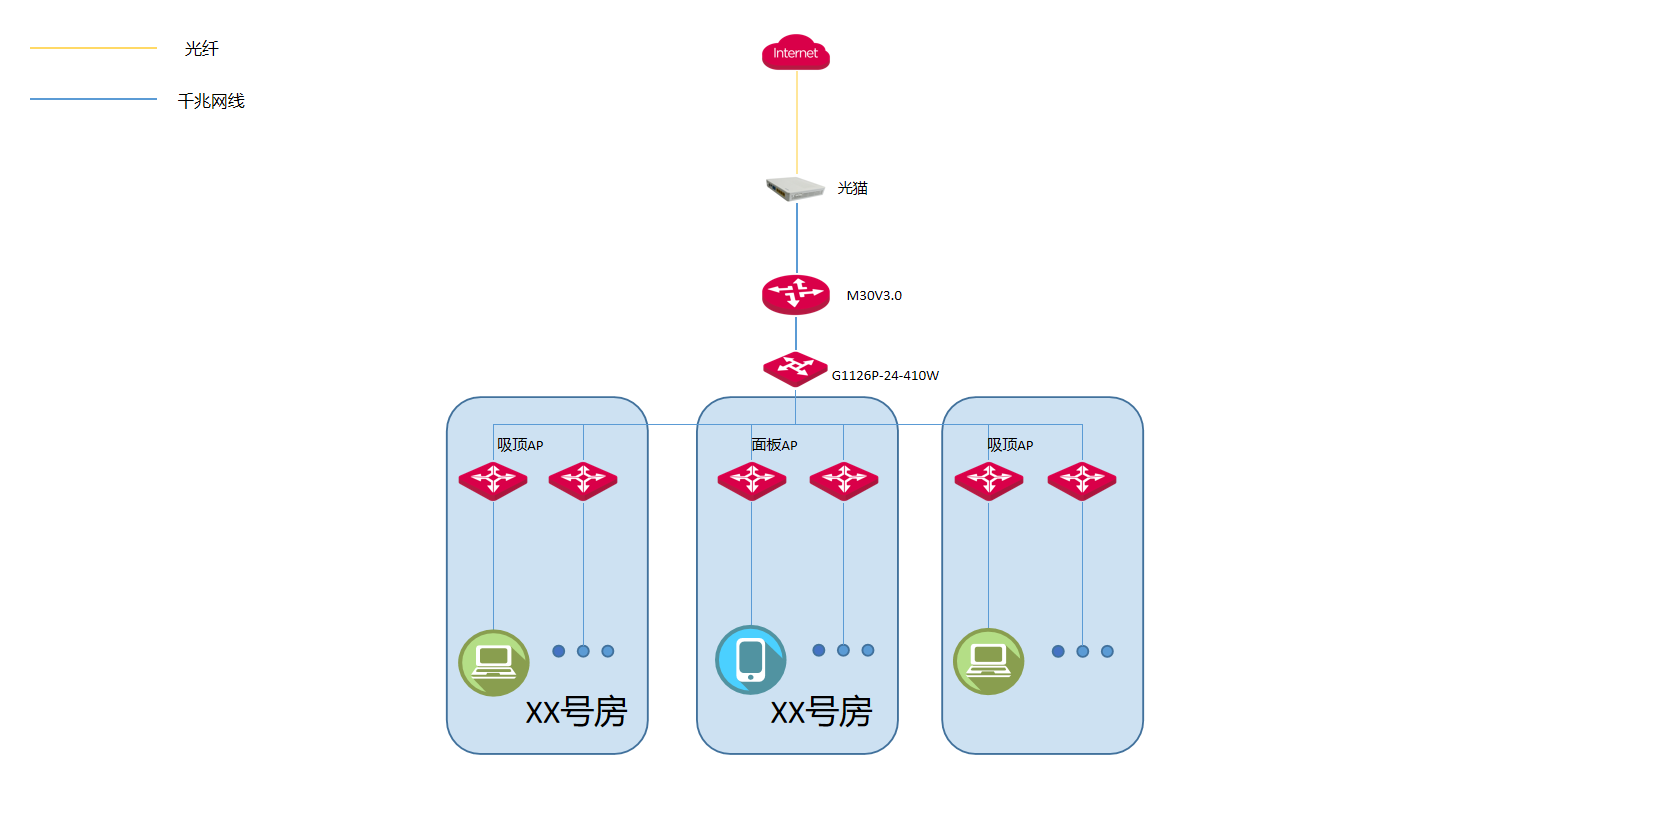 光纤
千兆网线
Internet
光猫
M30V3.0
G1126P-24-410W
吸顶AP
面板AP
吸顶AP
XX号房
XX号房